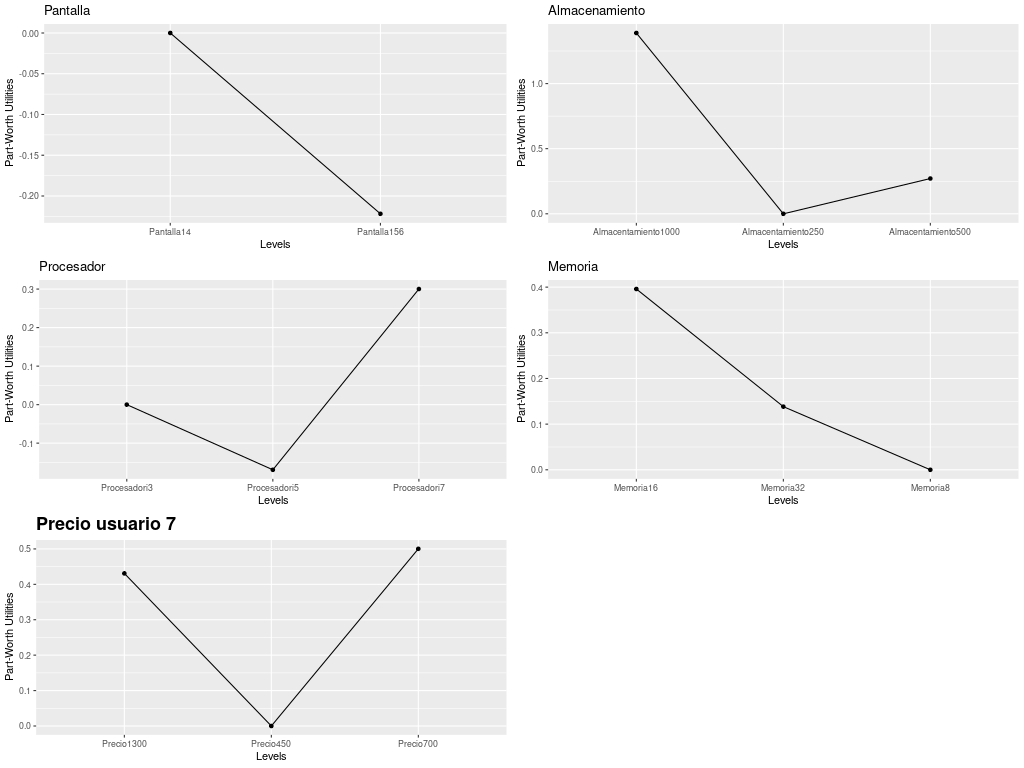 Pantalla
Part-Worth Utilities
0.00
-0.05
-0.10
-0.15
-0.20
Pantalla14
Pantalla156
Levels
Almacenamiento
Part-Worth Utilities
1.0
0.5
0.0
Almacentamiento1000
Almacentamiento250
Almacentamiento500
Levels
Procesador
Part-Worth Utilities
0.3
0.2
0.1
0.0
-0.1
Procesadori3
Procesadori5
Procesadori7
Levels
Memoria
Part-Worth Utilities
0.4
0.3
0.2
0.1
0.0
Memoria16
Memoria32
Memoria8
Levels
Precio usuario 7
Part-Worth Utilities
0.5
0.4
0.3
0.2
0.1
0.0
Precio1300
Precio450
Precio700
Levels